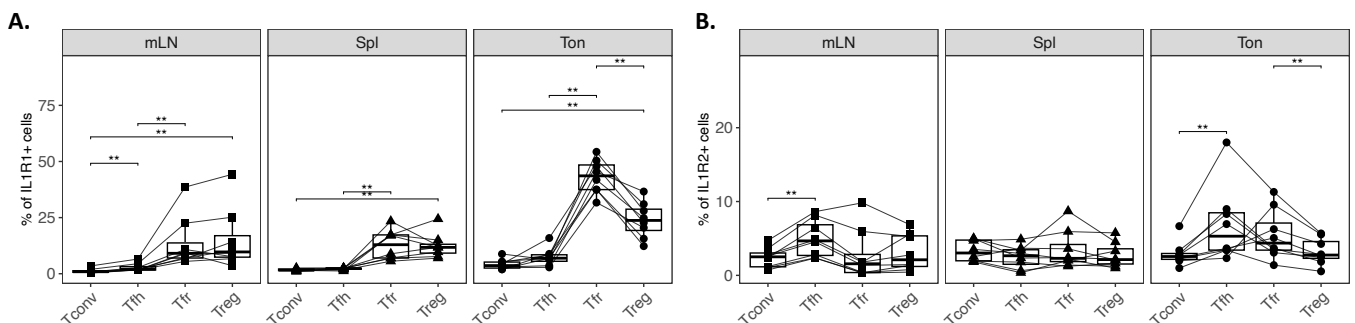 A.
B.
mLN
Spl
Ton
mLN
Spl
Ton
% of IL1R1+ cells
75
50
25
0
**
**
**
**
**
**
**
**
Tconv
Tfh
Tfr
Treg
Tconv
Tfh
Tfr
Treg
Tconv
Tfh
Tfr
Treg
% of IL1R2+ cells
20
10
0
**
**
**
Tconv
Tfh
Tfr
Treg
Tconv
Tfh
Tfr
Treg
Tconv
Tfh
Tfr
Treg